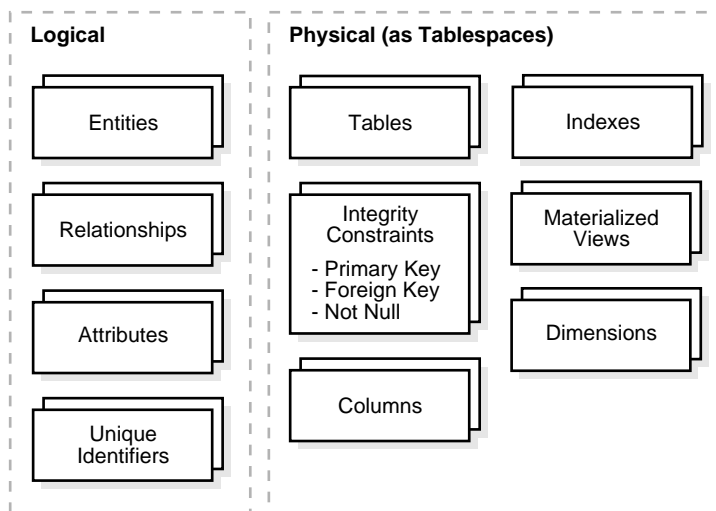 Logical
Entities
Relationships
Attributes
Unique
Identifiers
Physical (as Tablespaces)
Tables
Integrity
Constraints
- Primary Key
- Foreign Key
- Not Null
Columns
Indexes
Materialized
Views
Dimensions